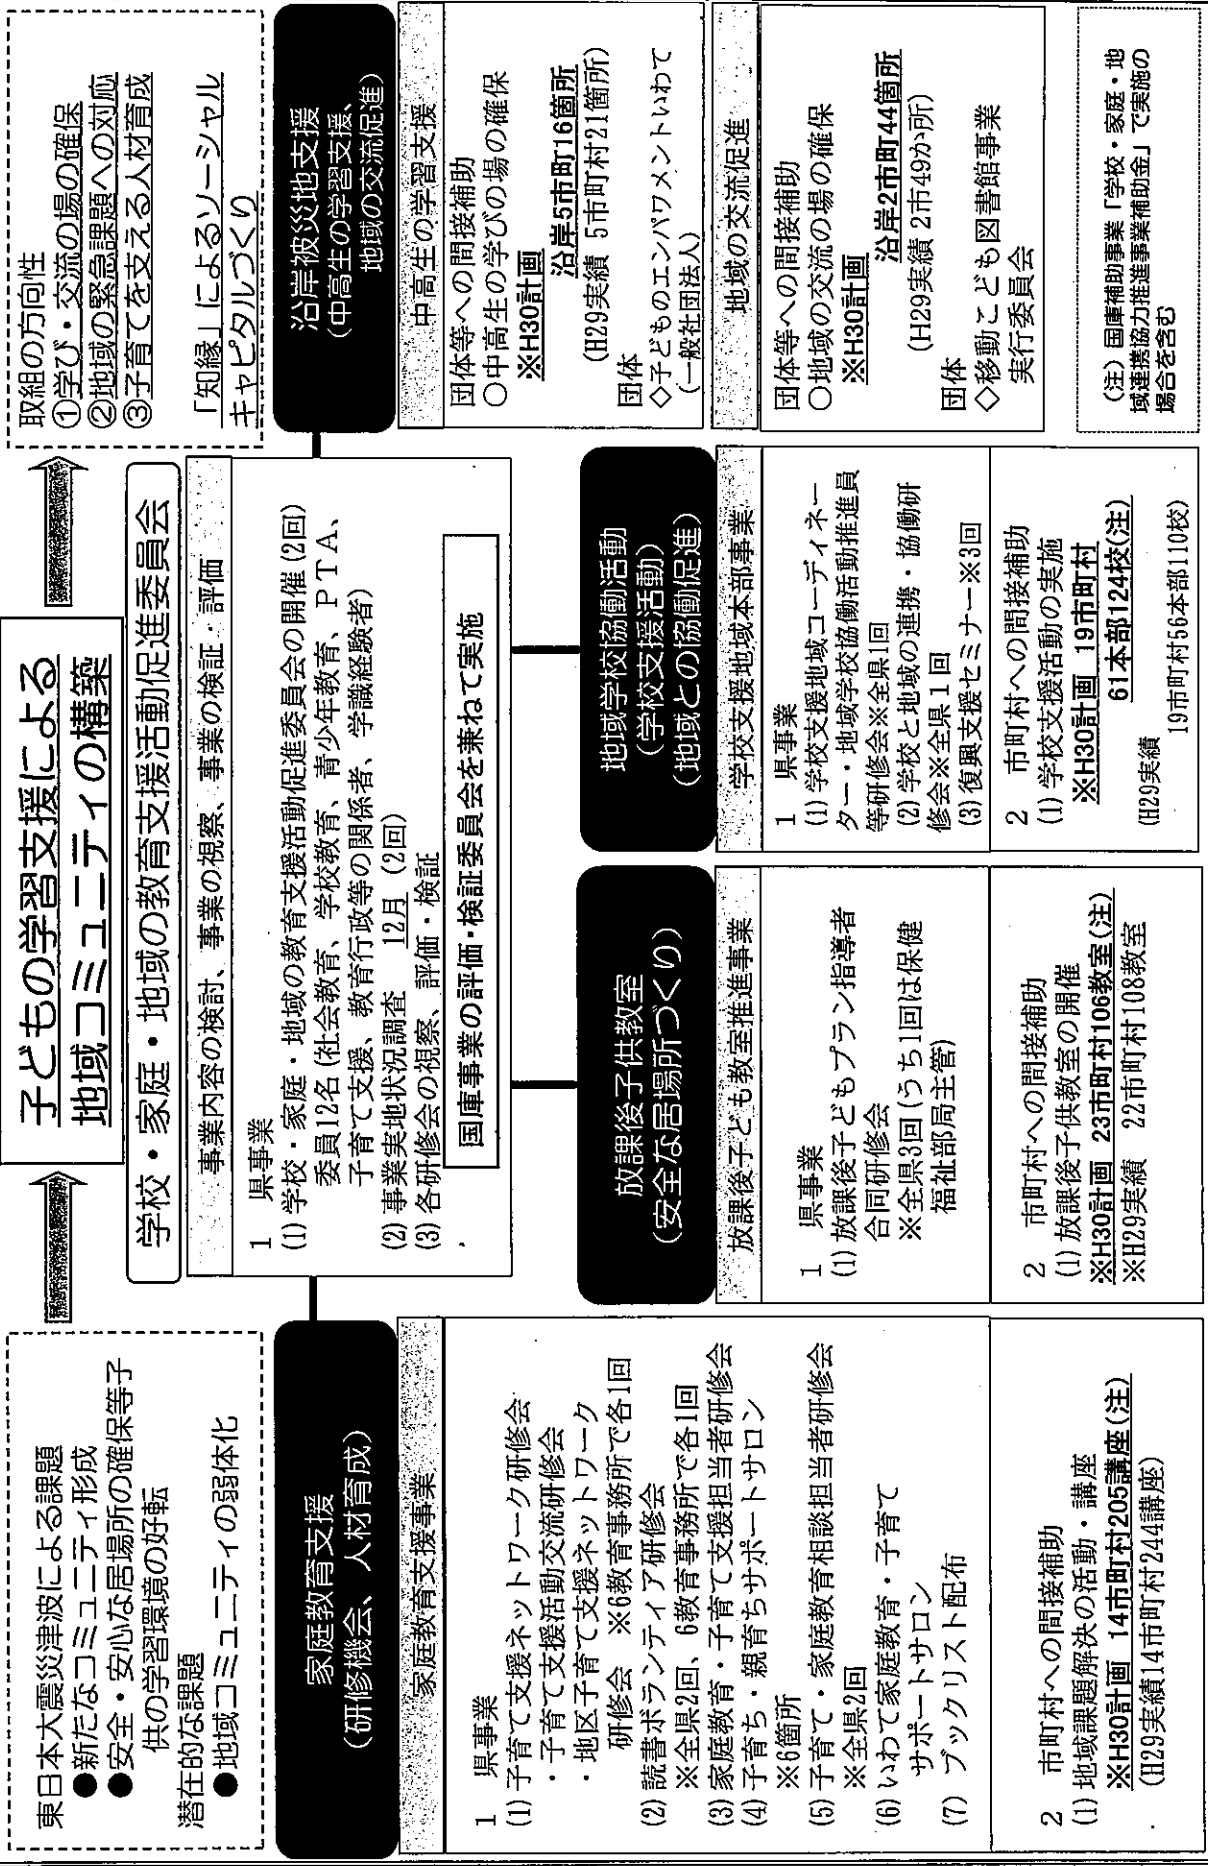 子どもの学習支援による
地域コミュニティの構築
東日本大震災津波による課題
●新たなコミュニティ形成
●安全・安心な居場所の確保等子
供の学習環境の好転
潜在的な課題
●地域コミュニティの弱体化
取組の方向性
①学び・交流の場の確保
②地域の緊急課題への対応
③子育てを支える人材育成
「知縁」によるソーシャル
キャピタルづくり
学校・家庭・地域の教育支援活動促進委員会
事業内容の検討、事業の視察、事業の検証・評価
1 県事業
(1) 学校・家庭・地域の教育支援活動促進委員会の開催(2回)
委員12名(社会教育、学校教育、青少年教育、PTA、
子育て支援、教育行政等の関係者、学識経験者)
(2) 事業実地状況調査 12月 (2回)
(3) 各研修会の視察、評価・検証
国庫事業の評価・検証委員会を兼ねて実施
家庭教育支援
(研修機会、人材育成)
家庭教育支援事業
1 県事業
(1) 子育て支援ネットワーク研修会
・子育て支援活動交流研修会
・地区子育て支援ネットワーク
研修会 ※6教育事務所で各1回
(2) 読書ボランティア研修会
※全県2回、6教育事務所で各1回
(3) 家庭教育・子育て支援担当者研修会
(4) 子育ち・親育ちサポートサロン
※6箇所
(5) 子育て・家庭教育相談担当者研修会
※全県2回
(6) いわて家庭教育・子育て
サポートサロン
(7) ブックリスト配布
2 市町村への間接補助
(1) 地域課題解決の活動・講座
※H30計画 14市町村205講座(注)
(H29実績14市町村244講座)
放課後子供教室
(安全な居場所づくり)
放課後子ども教室推進事業
1 県事業
(1) 放課後子どもプラン指導者
合同研修会
※全県3回(うち1回は保健
福祉部局主管)
2 市町村への間接補助
(1) 放課後子供教室の開催
※H30計画 23市町村106教室(注)
※H29実績 22市町村108教室
地域学校協働活動
(学校支援活動)
(地域との協働促進)
学校支援地域本部事業
1 県事業
(1) 学校支援地域コーディネー
ター・地域学校協働活動推進員
等研修会※全県1回
(2) 学校と地域の連携・協働研
修会※全県1回
(3) 復興支援セミナー※3回
2 市町村への間接補助
(1) 学校支援活動の実施
※H30計画 19市町村
61本部124校(注)
(H29実績
19市町村56本部110校)
沿岸被災地支援
(中高生の学習支援、
地域の交流促進)
中高生の学習支援
団体等への間接補助
○中高生の学びの場の確保
※H30計画
沿岸5市町村16箇所
(H29実績 5市町村21箇所)
団体
◇子どものエンパワメントいわて
(一般社団法人)
地域の交流促進
団体等への間接補助
○地域の交流の場の確保
※H30計画
沿岸2市町44箇所
(H29実績 2市49か所)
団体
◇移動こども図書館事業
実行委員会
(注) 国庫補助事業「学校・家庭・地
域連携協力推進事業補助金」で実施の
場合を含む